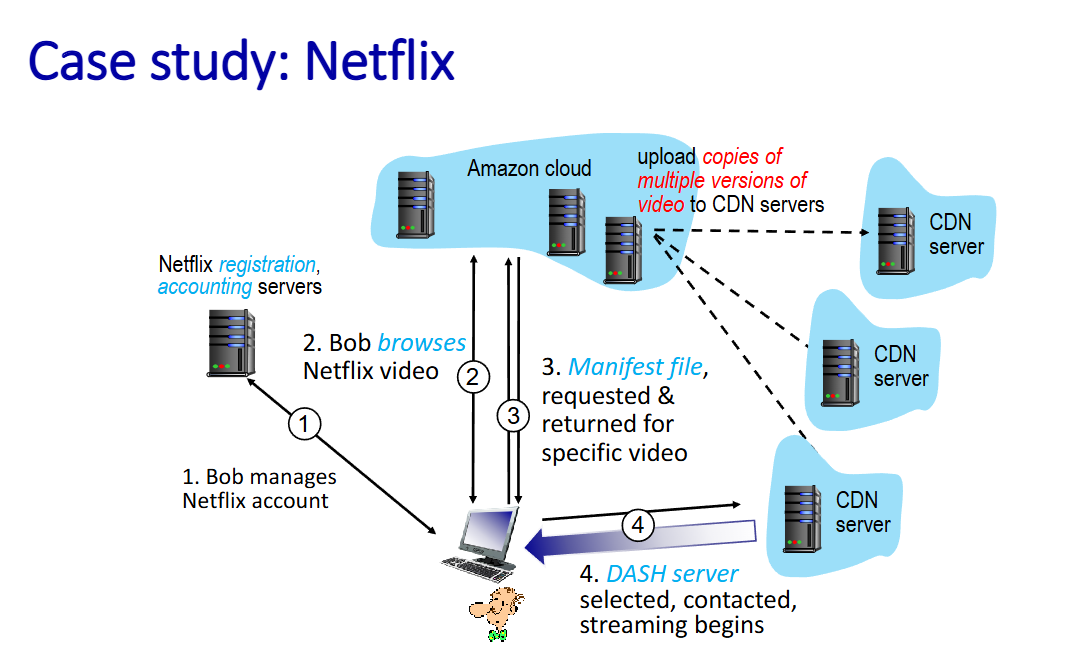 Case study: Netflix
Amazon cloud
upload copies of
multiple versions of
video to CDN servers
CDN
server
Netflix registration,
accounting servers
2. Bob browses
Netflix video
2
3. Manifest file,
requested &
returned for
specific video
3
CDN
server
1
1. Bob manages
Netflix account
CDN
server
4
4. DASH server
selected, contacted,
streaming begins